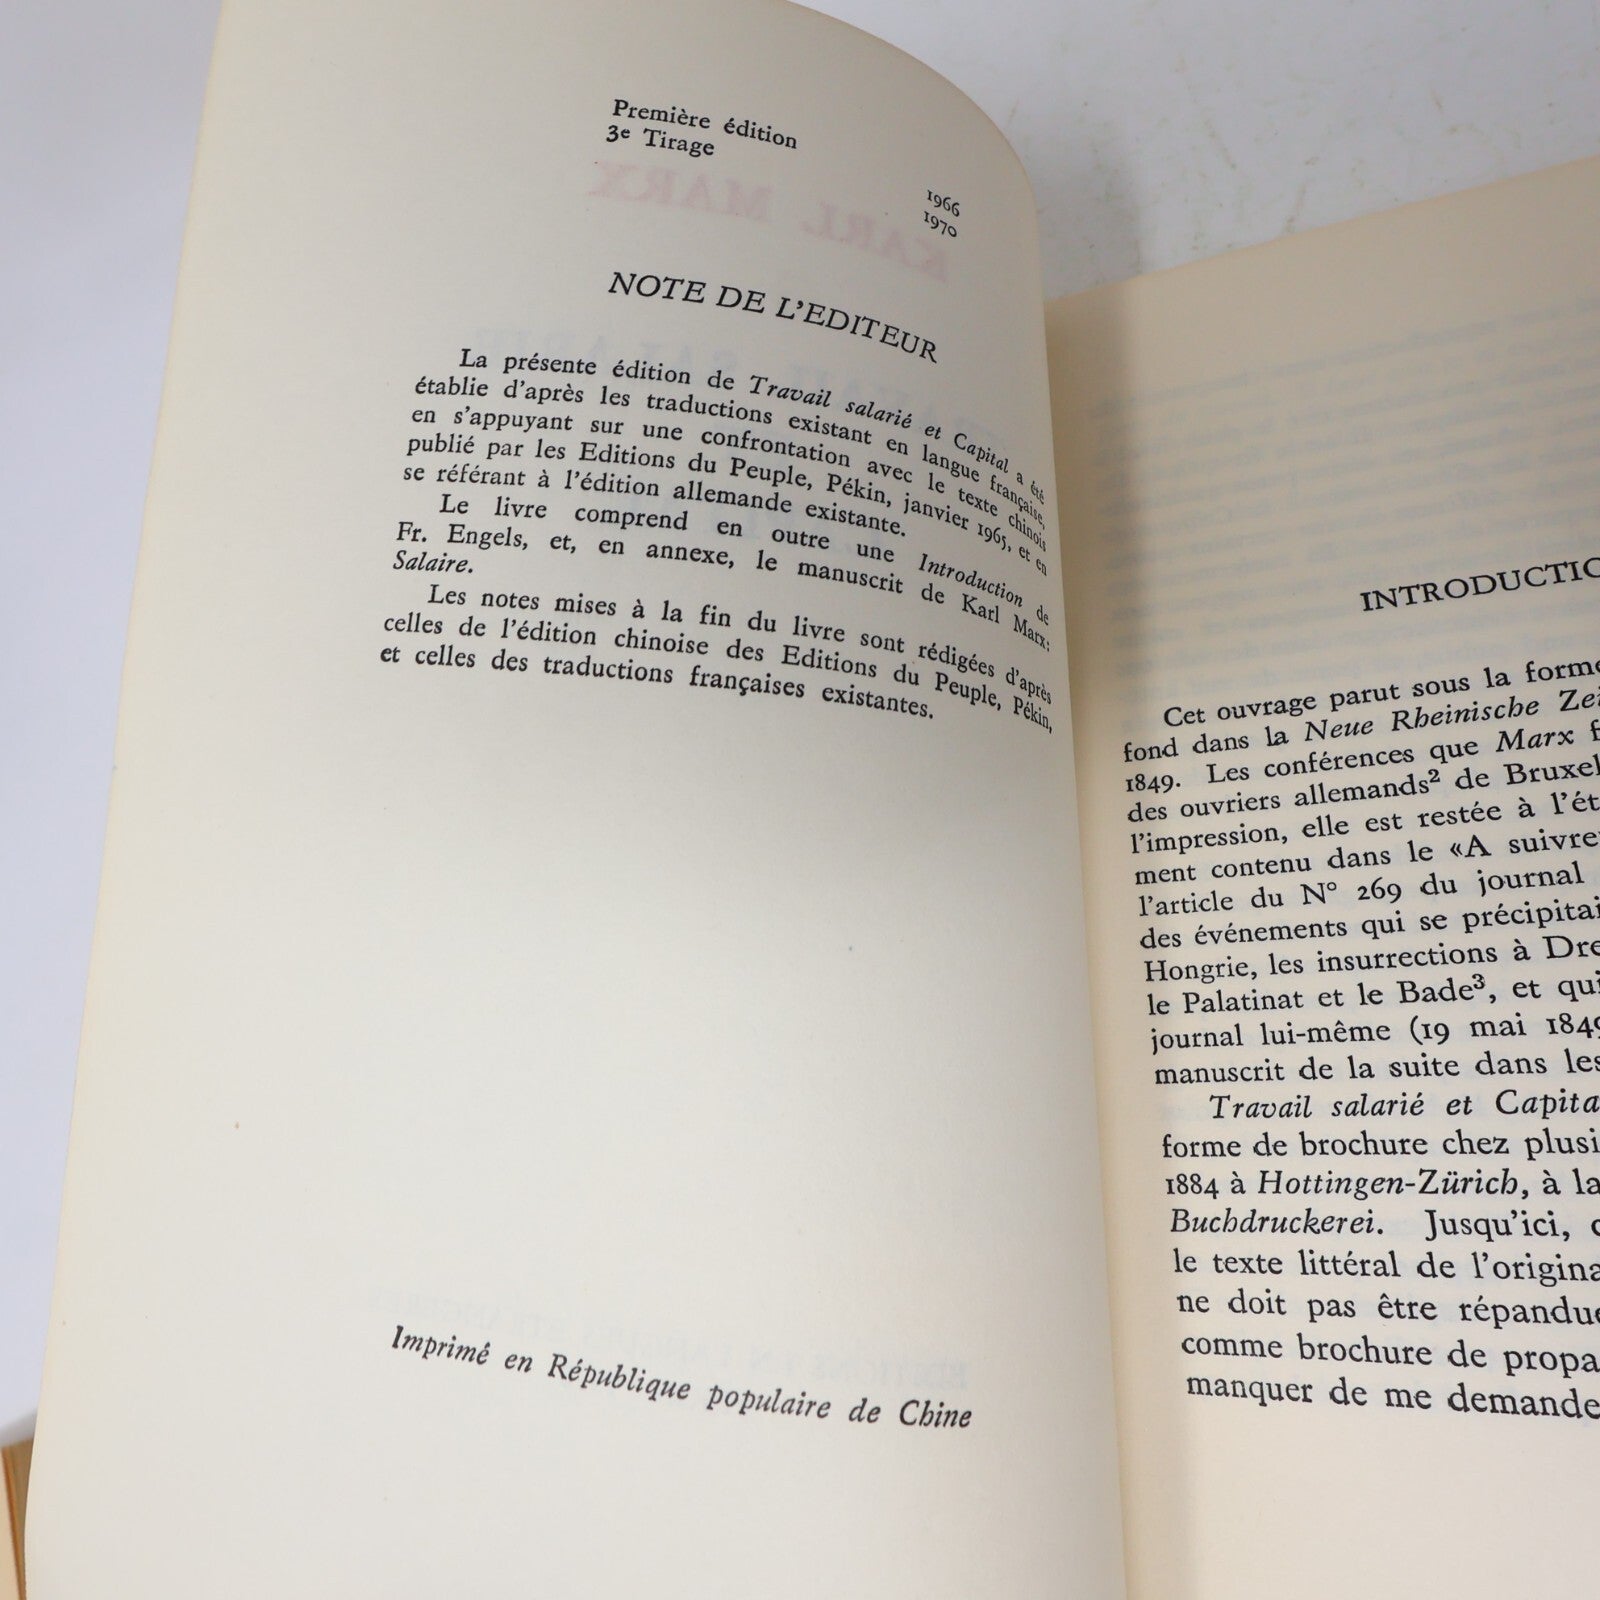 Première édition 1966
3e Tirage 1970
NOTE DE L'EDITEUR
La présente édition de Travail salarié et Capital a été
établie d'après les traductions existant en langue française,
en s'appuyant sur une confrontation avec le texte chinois
publié par les Editions du Peuple, Pékin, janvier 1965, et en
se référant à l'édition allemande existante.
Le livre comprend en outre une Introduction de
Fr. Engels, et, en annexe, le manuscrit de Karl Marx:
Salaire.
Les notes mises à la fin du livre sont rédigées d'après
celles de l'édition chinoise des Editions du Peuple, Pékin,
et celles des traductions françaises existantes.
Imprimé en République populaire de Chine
INTRODUCTIO
Cet ouvrage parut sous la forme
fond dans la Neue Rheinische Zei
1849. Les conférences que Marx f
des ouvriers allemands² de Bruxel
l'impression, elle est restée à l'ét
ment contenu dans le «A suivre
l'article du N° 269 du journal
des événements qui se précipitai
Hongrie, les insurrections à Dre
le Palatinat et le Bade³, et qui
journal lui-même (19 mai 1849
manuscrit de la suite dans les
Travail salarié et Capita
forme de brochure chez plusi
1884 à Hottingen-Zürich, à la
Buchdruckerei. Jusqu'ici, c
le texte littéral de l'origina
ne doit pas être répandue
comme brochure de propa
manquer de me demande